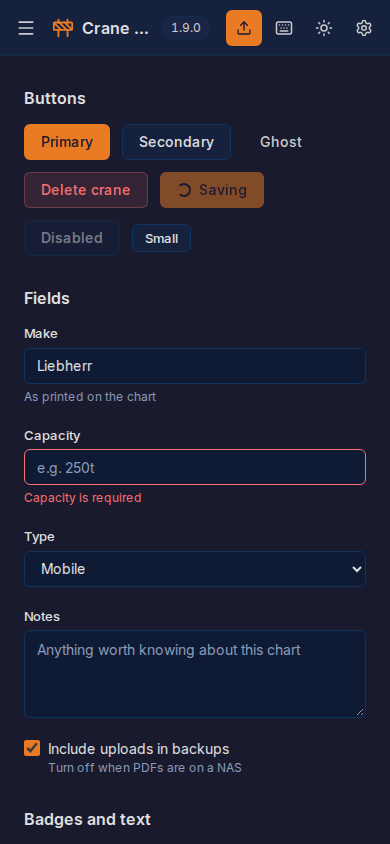 Crane ... 1.9.0
Buttons
Primary Secondary Ghost
Delete crane Saving
Disabled Small
Fields
Make
Liebherr
As printed on the chart
Capacity
e.g. 250t
Capacity is required
Type
Mobile
Notes
Anything worth knowing about this chart
Include uploads in backups
Turn off when PDFs are on a NAS
Badges and text